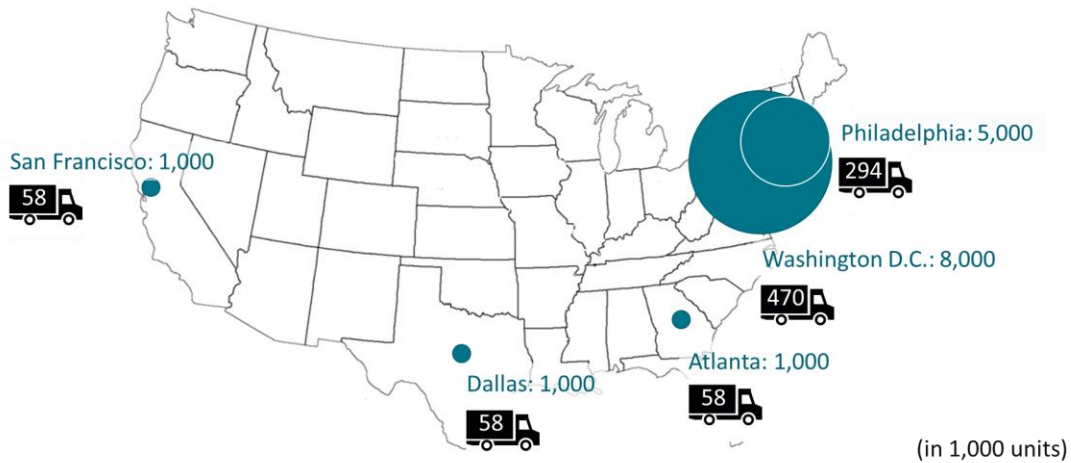 Philadelphia: 5,000
294
San Francisco: 1,000
58
Washington D.C.: 8,000
470
Atlanta: 1,000
58
Dallas: 1,000
58
(in 1,000 units)